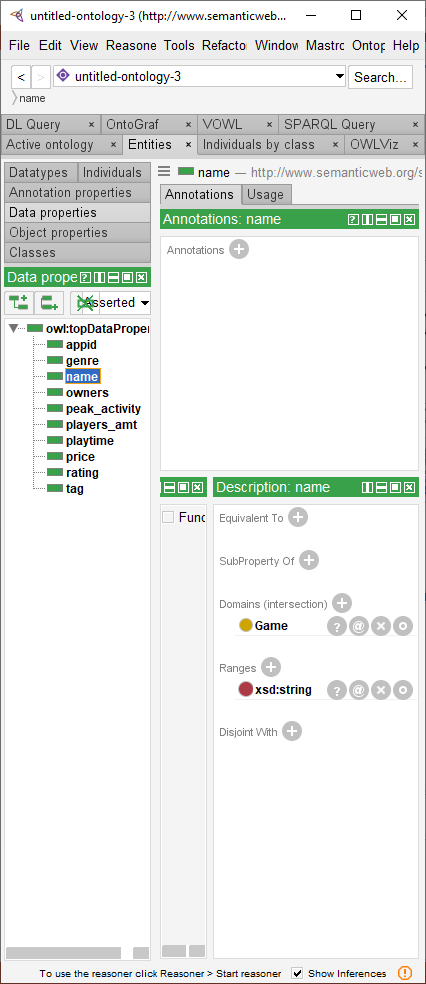 untitled-ontology-3 (http://www.semanticweb...
File Edit View Reasone Tools Refactor Window Mastro Ontop Help
< > untitled-ontology-3 Search...
name
DL Query × OntoGraf × VOWL × SPARQL Query ×
Active ontology × Entities × Individuals by class × OWLViz ×
Datatypes Individuals
Annotation properties
Data properties
Object properties
Classes
name — http://www.semanticweb.org/s
Annotations Usage
Annotations: name
Annotations
Data prope
Asserted
owl:topDataProper
appid
genre
name
owners
peak_activity
players_amt
playtime
price
rating
tag
Func
Description: name
Equivalent To
SubProperty Of
Domains (intersection)
Game
Ranges
xsd:string
Disjoint With
To use the reasoner click Reasoner > Start reasoner Show Inferences